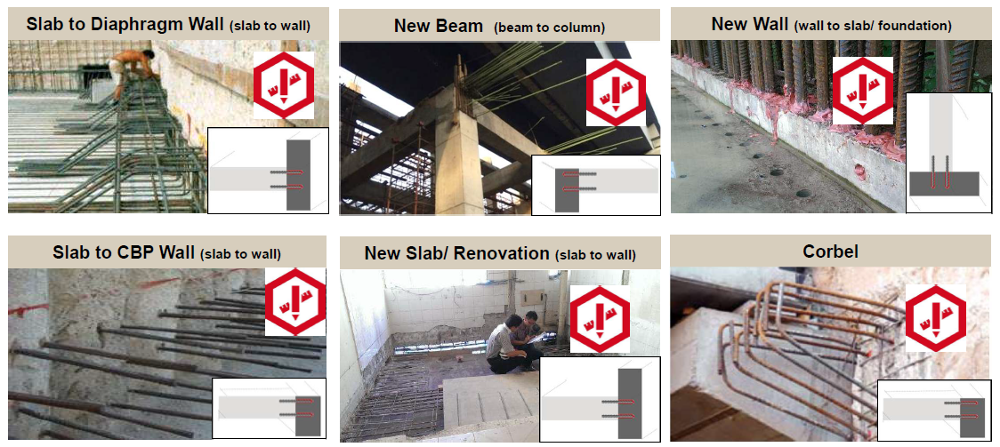 Slab to Diaphragm Wall (slab to wall)
New Beam (beam to column)
New Wall (wall to slab/ foundation)
Slab to CBP Wall (slab to wall)
New Slab/ Renovation (slab to wall)
Corbel